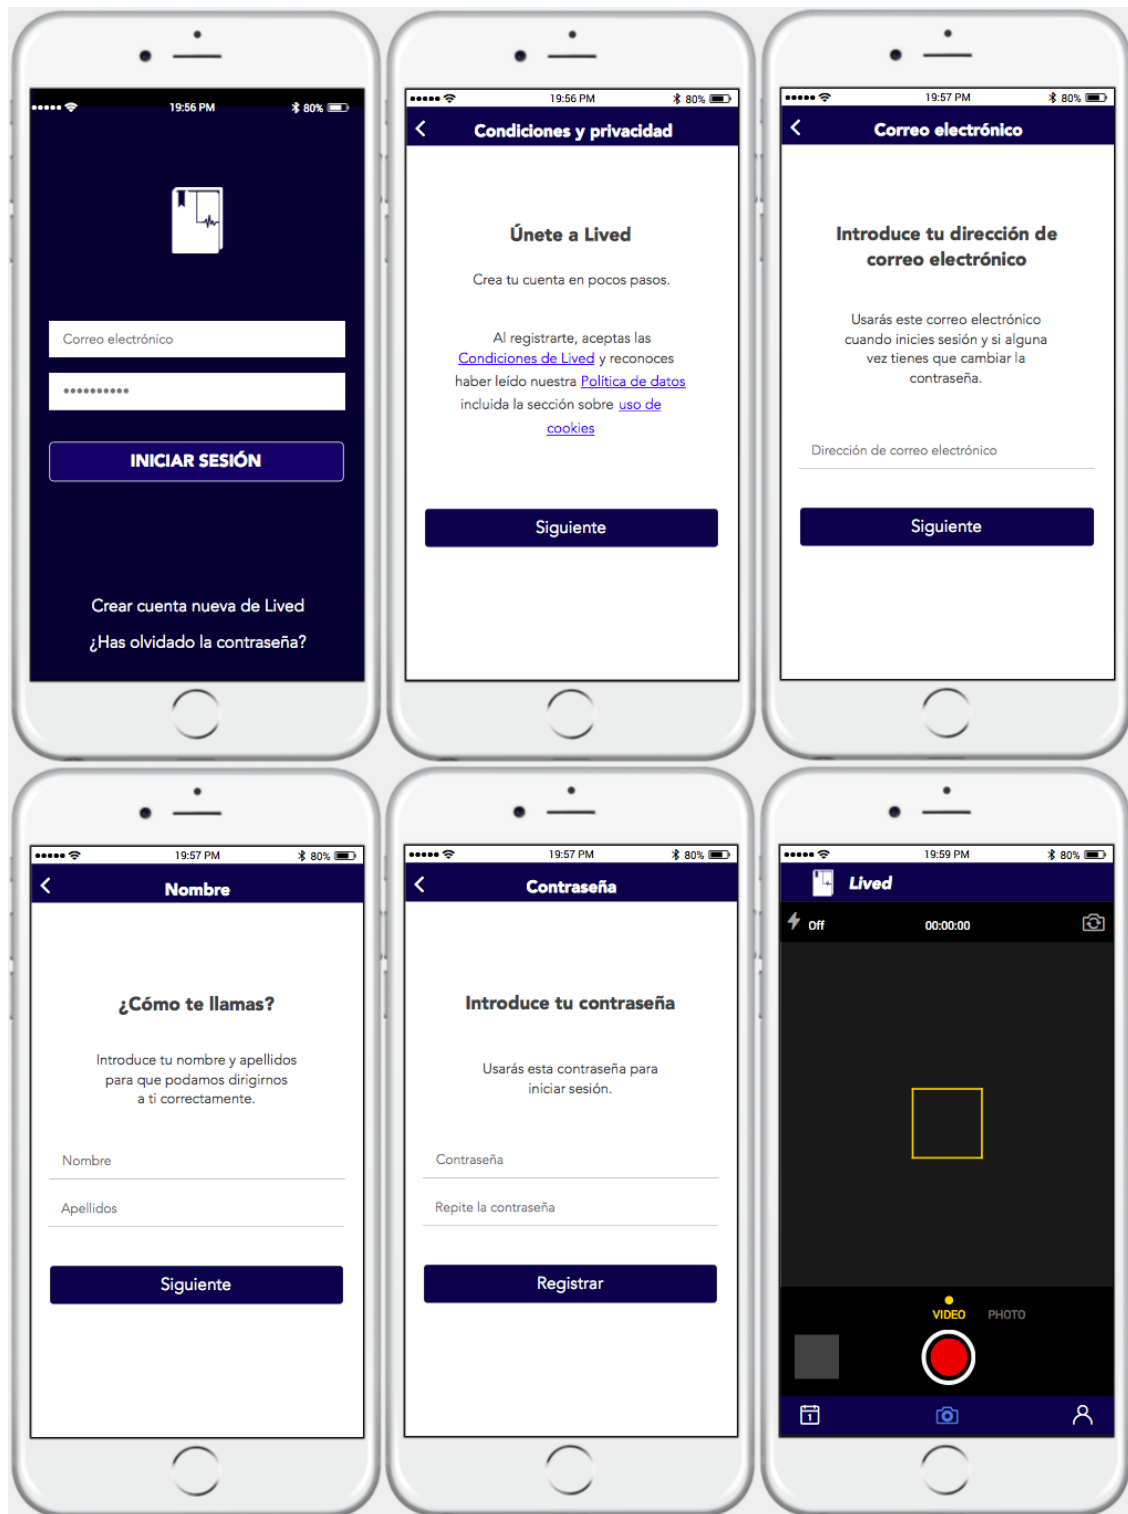 19:56 PM
80%
Correo electrónico
INICIAR SESIÓN
Crear cuenta nueva de Lived
¿Has olvidado la contraseña?
19:56 PM
80%
Condiciones y privacidad
Únete a Lived
Crea tu cuenta en pocos pasos.
Al registrarte, aceptas las
Condiciones de Lived y reconoces
haber leído nuestra Política de datos
incluida la sección sobre uso de
cookies
Siguiente
19:57 PM
80%
Correo electrónico
Introduce tu dirección de
correo electrónico
Usarás este correo electrónico
cuando inicies sesión y si alguna
vez tienes que cambiar la
contraseña.
Dirección de correo electrónico
Siguiente
19:57 PM
80%
Nombre
¿Cómo te llamas?
Introduce tu nombre y apellidos
para que podamos dirigirnos
a ti correctamente.
Nombre
Apellidos
Siguiente
19:57 PM
80%
Contraseña
Introduce tu contraseña
Usarás esta contraseña para
iniciar sesión.
Contraseña
Repite la contraseña
Registrar
19:59 PM
80%
Lived
Off
00:00:00
VIDEO PHOTO
1